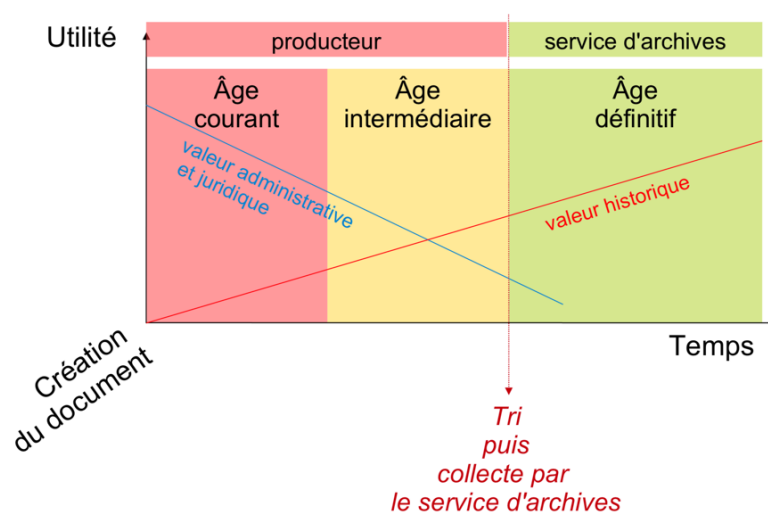 Utilité
producteur
service d'archives
Âge
courant
Âge
intermédiaire
Âge
définitif
valeur administrative
et juridique
valeur historique
Création
du document
Temps
Tri
puis
collecte par
le service d'archives